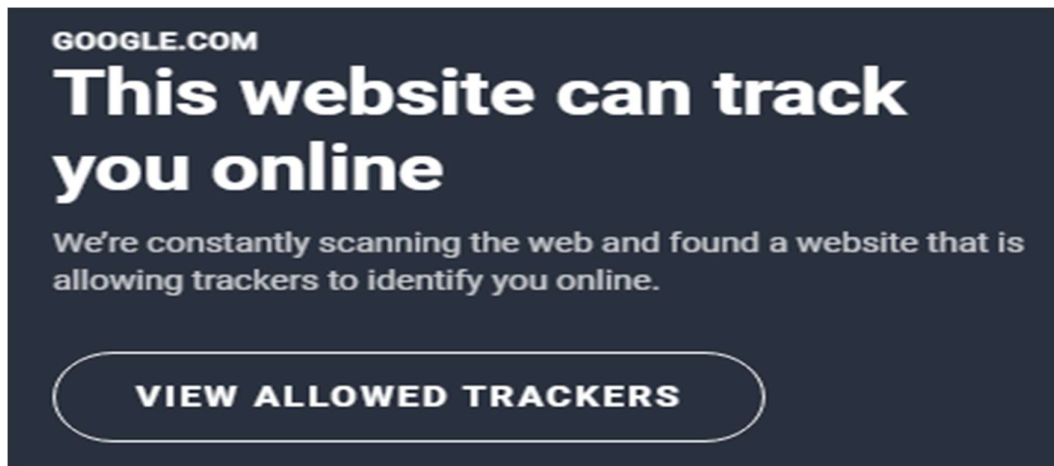 GOOGLE.COM
This website can track
you online
We're constantly scanning the web and found a website that is
allowing trackers to identify you online.
VIEW ALLOWED TRACKERS